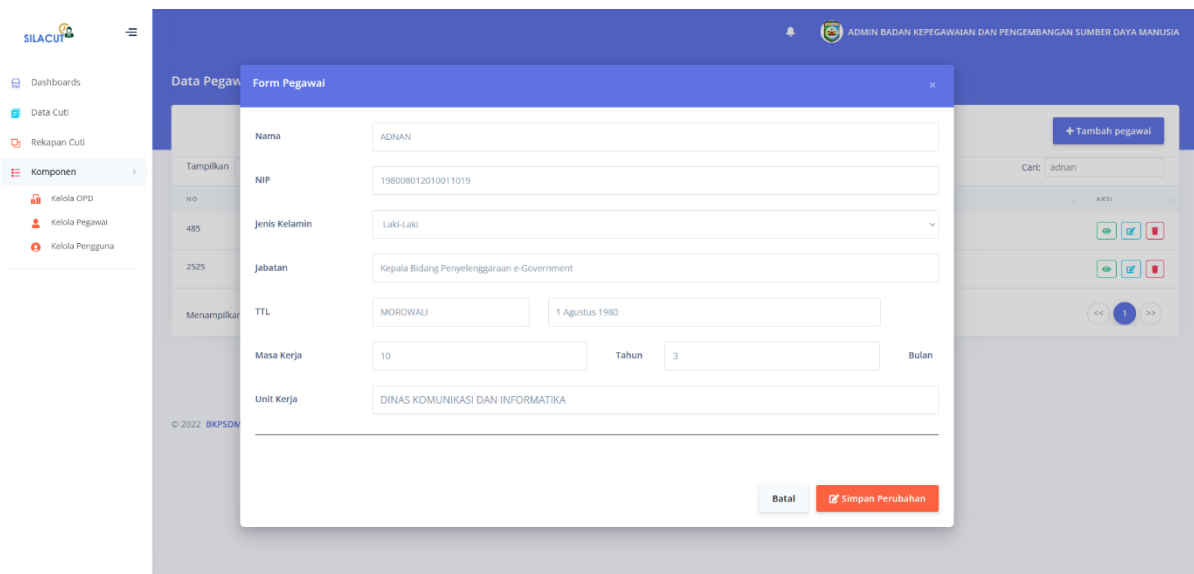 SILACUT
ADMIN BADAN KEPEGAWAIAN DAN PENGEMBANGAN SUMBER DAYA MANUSIA
Dashboards
Data Cuti
Rekapan Cuti
Komponen
Kelola OPD
Kelola Pegawai
Kelola Pengguna
Data Pegaw
Form Pegawai ×
+ Tambah pegawai
Tampilkan
Cari: adnan
NO AKSI
485
2525
Menampilkan
<< 1 >>
Nama ADNAN
NIP 198008012010011019
Jenis Kelamin Laki-Laki
Jabatan Kepala Bidang Penyelenggaraan e-Government
TTL MOROWALI 1 Agustus 1980
Masa Kerja 10 Tahun 3 Bulan
Unit Kerja DINAS KOMUNIKASI DAN INFORMATIKA
Batal Simpan Perubahan
© 2022 BKPSDM